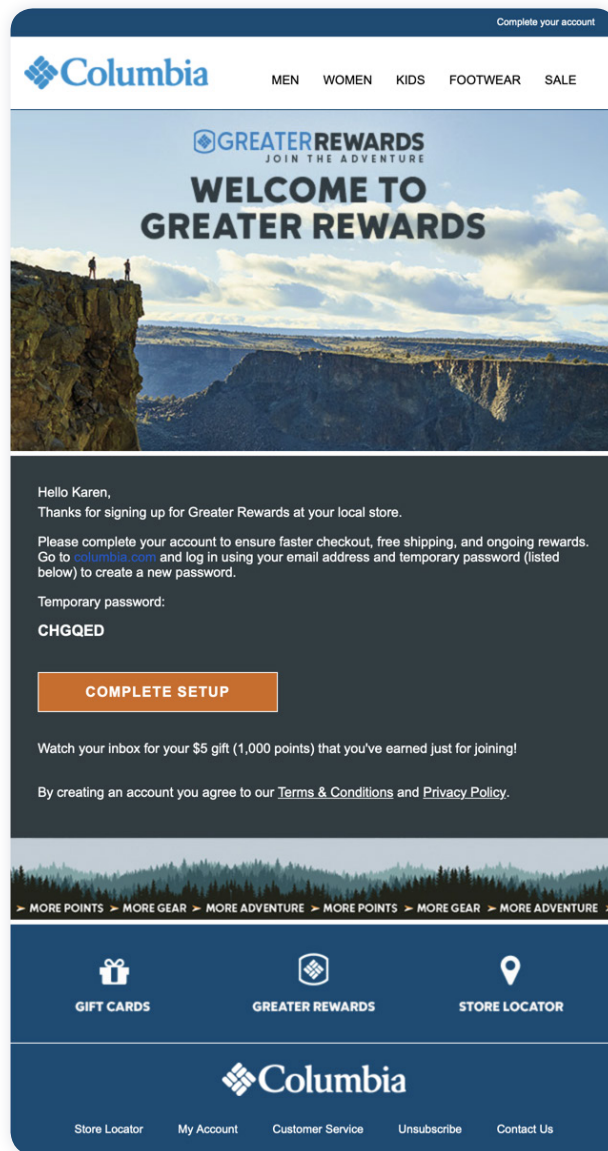 Complete your account
Columbia
MEN WOMEN KIDS FOOTWEAR SALE
GREATER REWARDS
JOIN THE ADVENTURE
WELCOME TO
GREATER REWARDS
Hello Karen,
Thanks for signing up for Greater Rewards at your local store.
Please complete your account to ensure faster checkout, free shipping, and ongoing rewards.
Go to columbia.com and log in using your email address and temporary password (listed
below) to create a new password.
Temporary password:
CHGQED
COMPLETE SETUP
Watch your inbox for your $5 gift (1,000 points) that you've earned just for joining!
By creating an account you agree to our Terms & Conditions and Privacy Policy.
➤ MORE POINTS ➤ MORE GEAR ➤ MORE ADVENTURE ➤ MORE POINTS ➤ MORE GEAR ➤ MORE ADVENTURE
GIFT CARDS GREATER REWARDS STORE LOCATOR
Columbia
Store Locator My Account Customer Service Unsubscribe Contact Us